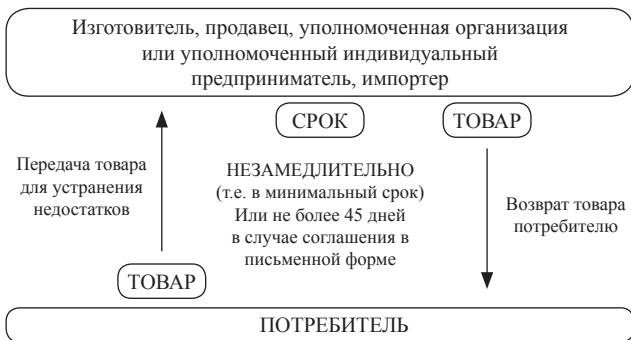 Изготовитель, продавец, уполномоченная организация
или уполномоченный индивидуальный
предприниматель, импортер
СРОК
ТОВАР
Передача товара
для устранения
недостатков
НЕЗАМЕДЛИТЕЛЬНО
(т.е. в минимальный срок)
Или не более 45 дней
в случае соглашения в
письменной форме
Возврат товара
потребителю
ТОВАР
ПОТРЕБИТЕЛЬ